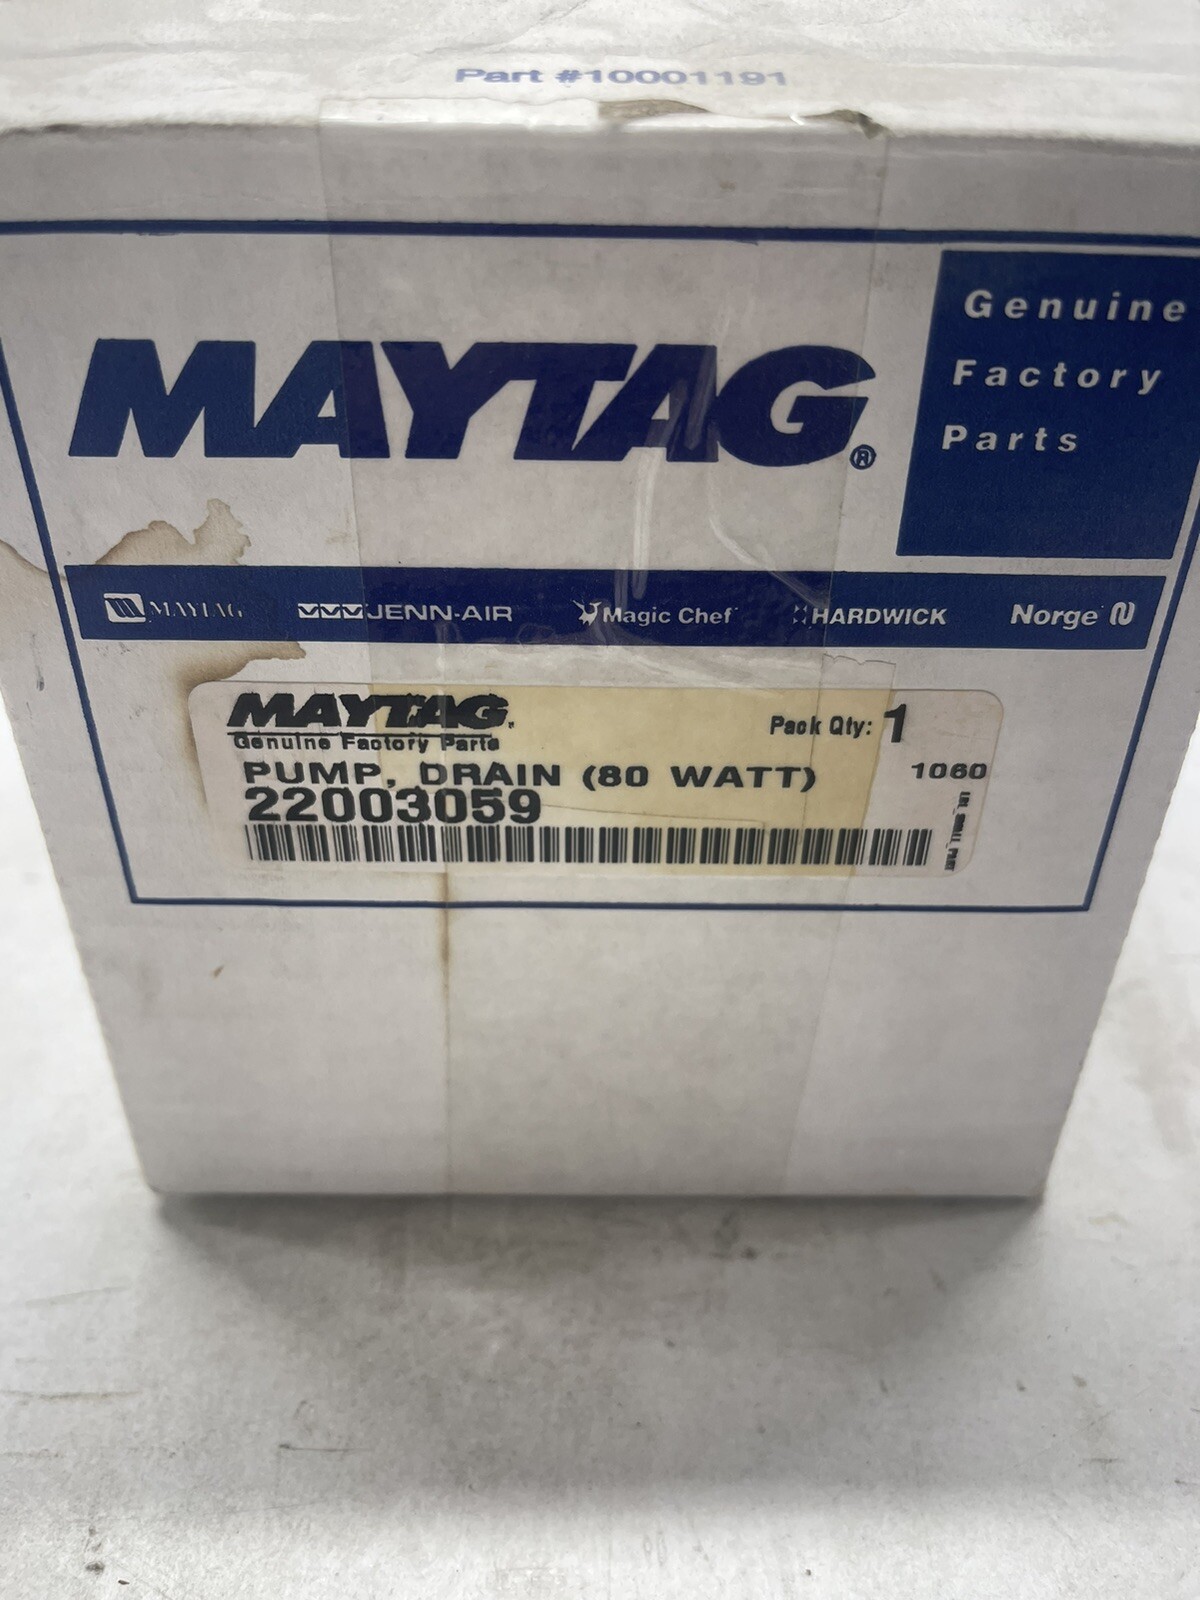 Part #10001191
MAYTAG®
Genuine
Factory
Parts
MAYTAG JENN-AIR Magic Chef HARDWICK Norge
MAYTAG
Genuine Factory Parts
Pack Qty: 1
PUMP, DRAIN (80 WATT) 1060
22003059
LBL_SMALL_PART